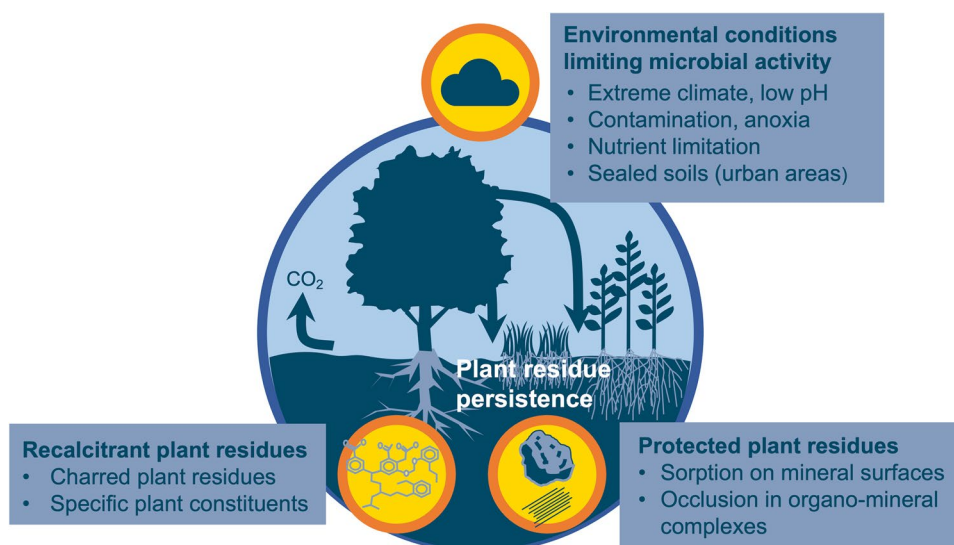 Environmental conditions
limiting microbial activity
• Extreme climate, low pH
• Contamination, anoxia
• Nutrient limitation
• Sealed soils (urban areas)
CO₂
Plant residue
persistence
Recalcitrant plant residues
• Charred plant residues
• Specific plant constituents
Protected plant residues
• Sorption on mineral surfaces
• Occlusion in organo-mineral
complexes